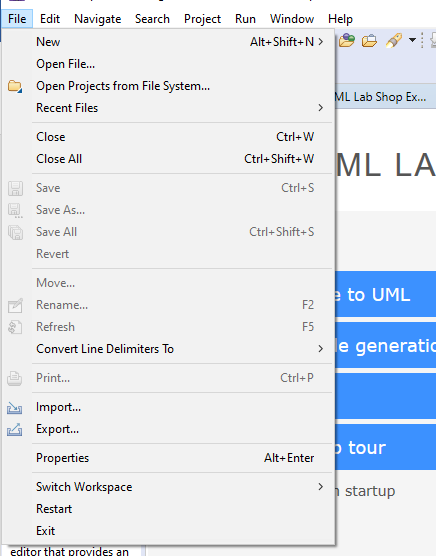 File Edit Navigate Search Project Run Window Help
New Alt+Shift+N
Open File...
Open Projects from File System...
Recent Files
ML Lab Shop Ex...
Close Ctrl+W
Close All Ctrl+Shift+W
ML LA
Save Ctrl+S
Save As...
Save All Ctrl+Shift+S
Revert
Move...
e to UML
Rename... F2
Refresh F5
Convert Line Delimiters To
le generatio
Print... Ctrl+P
Import...
Export...
tour
Properties Alt+Enter
Switch Workspace
startup
Restart
Exit
editor that provides an